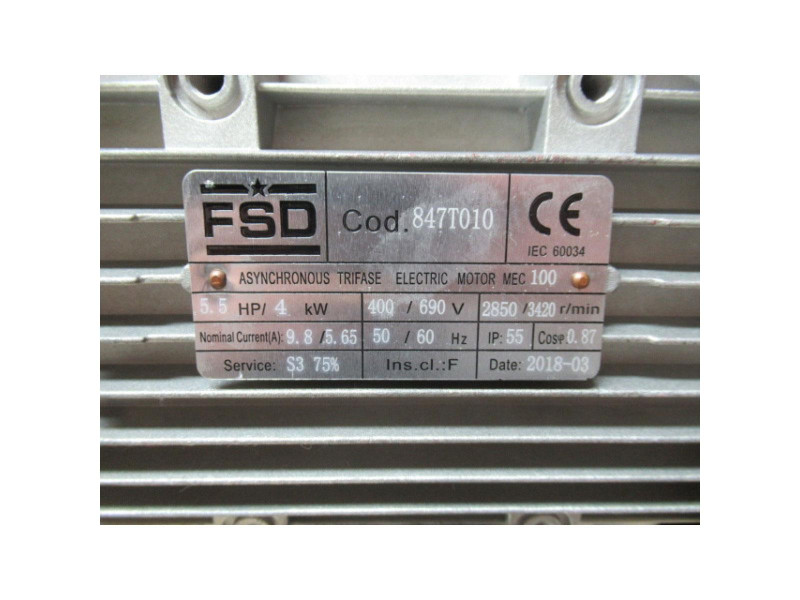 FSD Cod. 847T010 CE
IEC 60034
ASYNCHRONOUS TRIFASE ELECTRIC MOTOR MEC 100
5.5 HP/ 4 kW 400 / 690 V 2850/3420 r/min
Nominal Current(A): 9.8 /5.65 50 / 60 Hz IP: 55 Cosφ 0.87
Service: S3 75% Ins.cl.:F Date: 2018-03